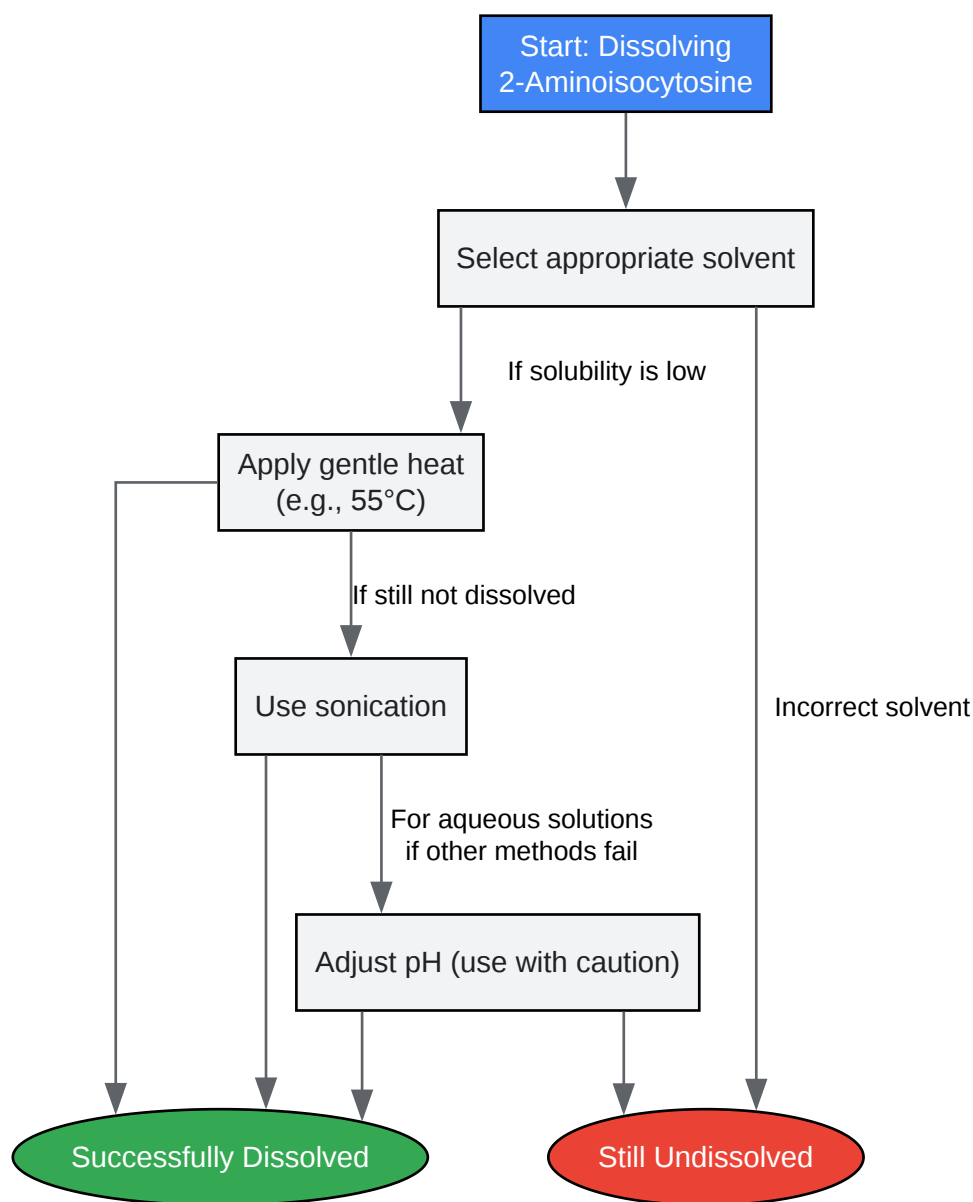 Start: Dissolving
2-Aminoisocytosine
Select appropriate solvent
If solubility is low
Apply gentle heat
(e.g., 55°C)
If still not dissolved
Use sonication
Incorrect solvent
For aqueous solutions
if other methods fail
Adjust pH (use with caution)
Successfully Dissolved
Still Undissolved